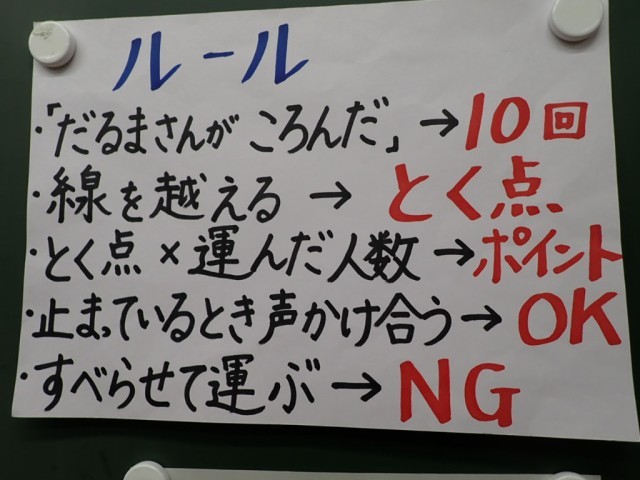 ルール
・「だるまさんが ころんだ」→10回
・線を越える → とく点
・とく点×運んだ人数→ポイント
・止まっているとき声かけ合う→OK
・すべらせて運ぶ→NG